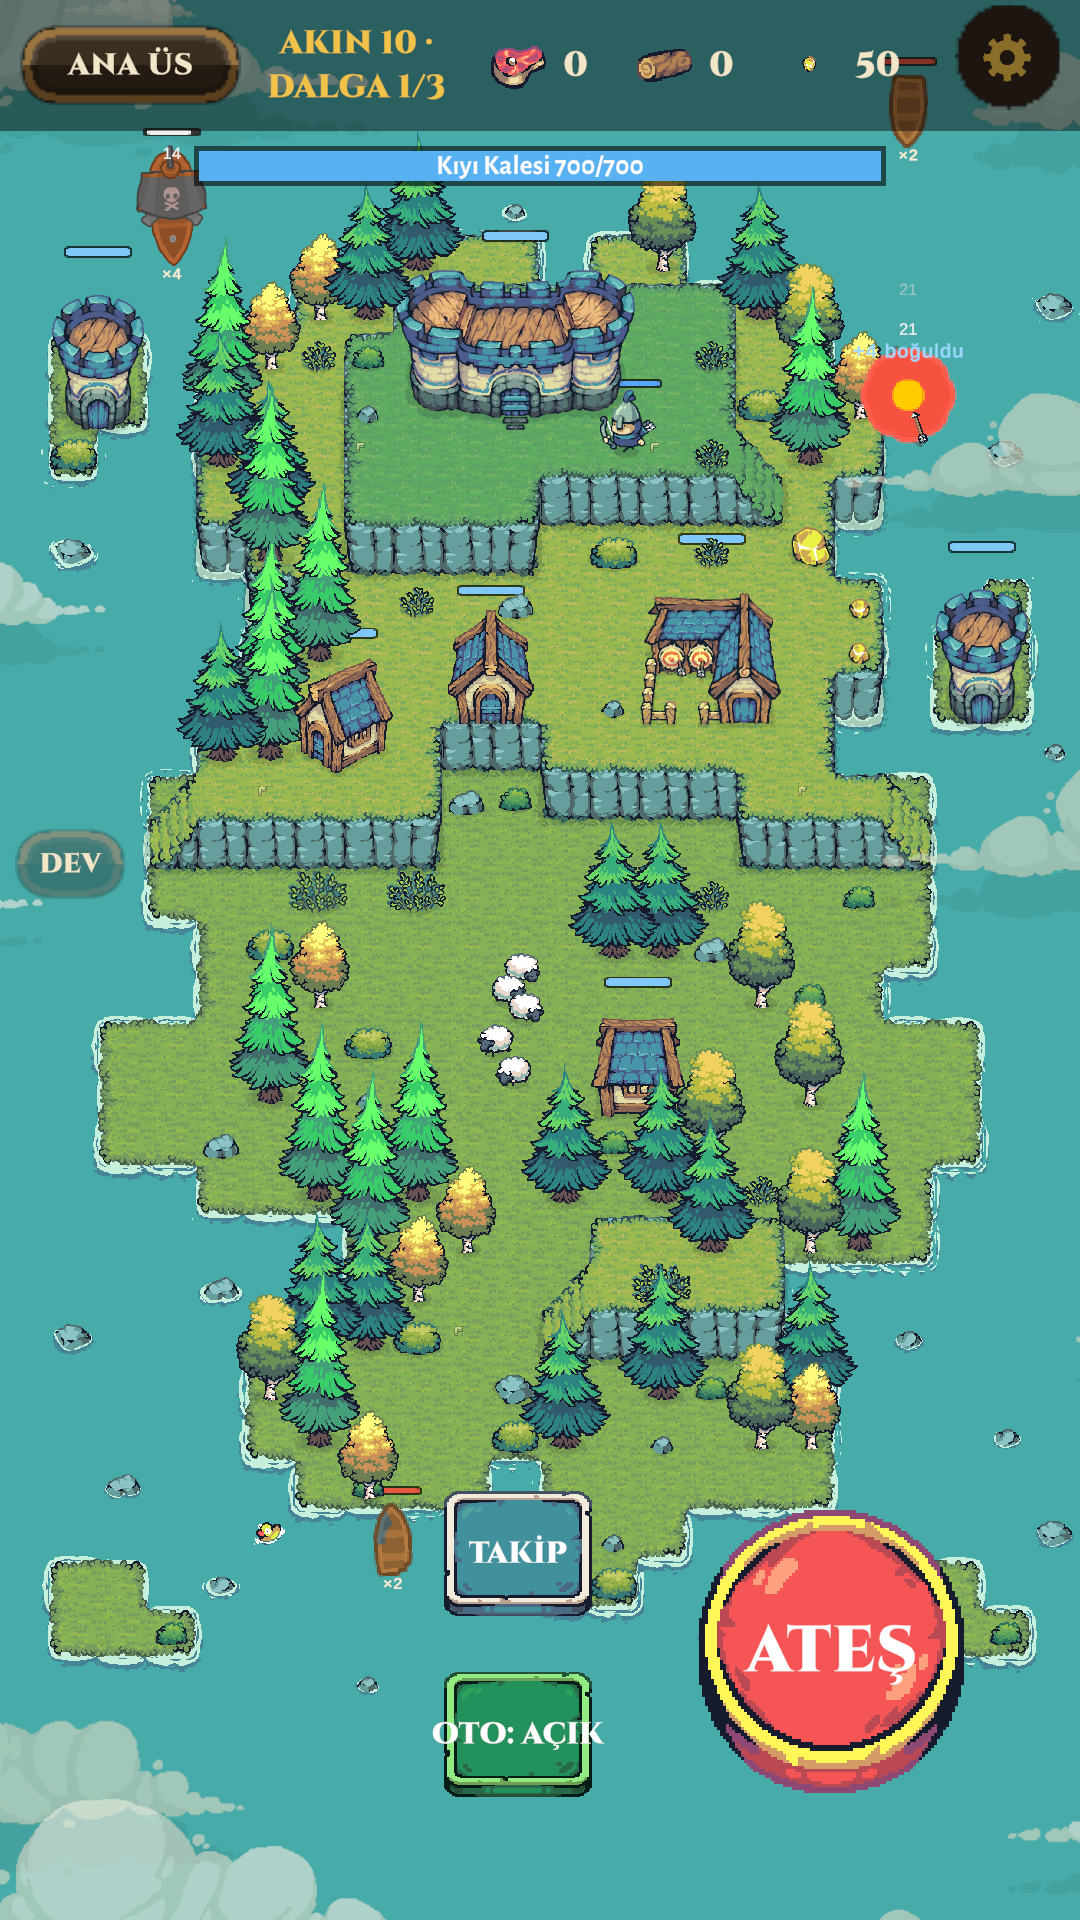 ANA ÜS
AKIN 10 ·
DALGA 1/3
0
0
50
×2
14
Kıyı Kalesi 700/700
×4
21
21
boğuldu
DEV
×2
TAKİP
ATEŞ
OTO: AÇIK